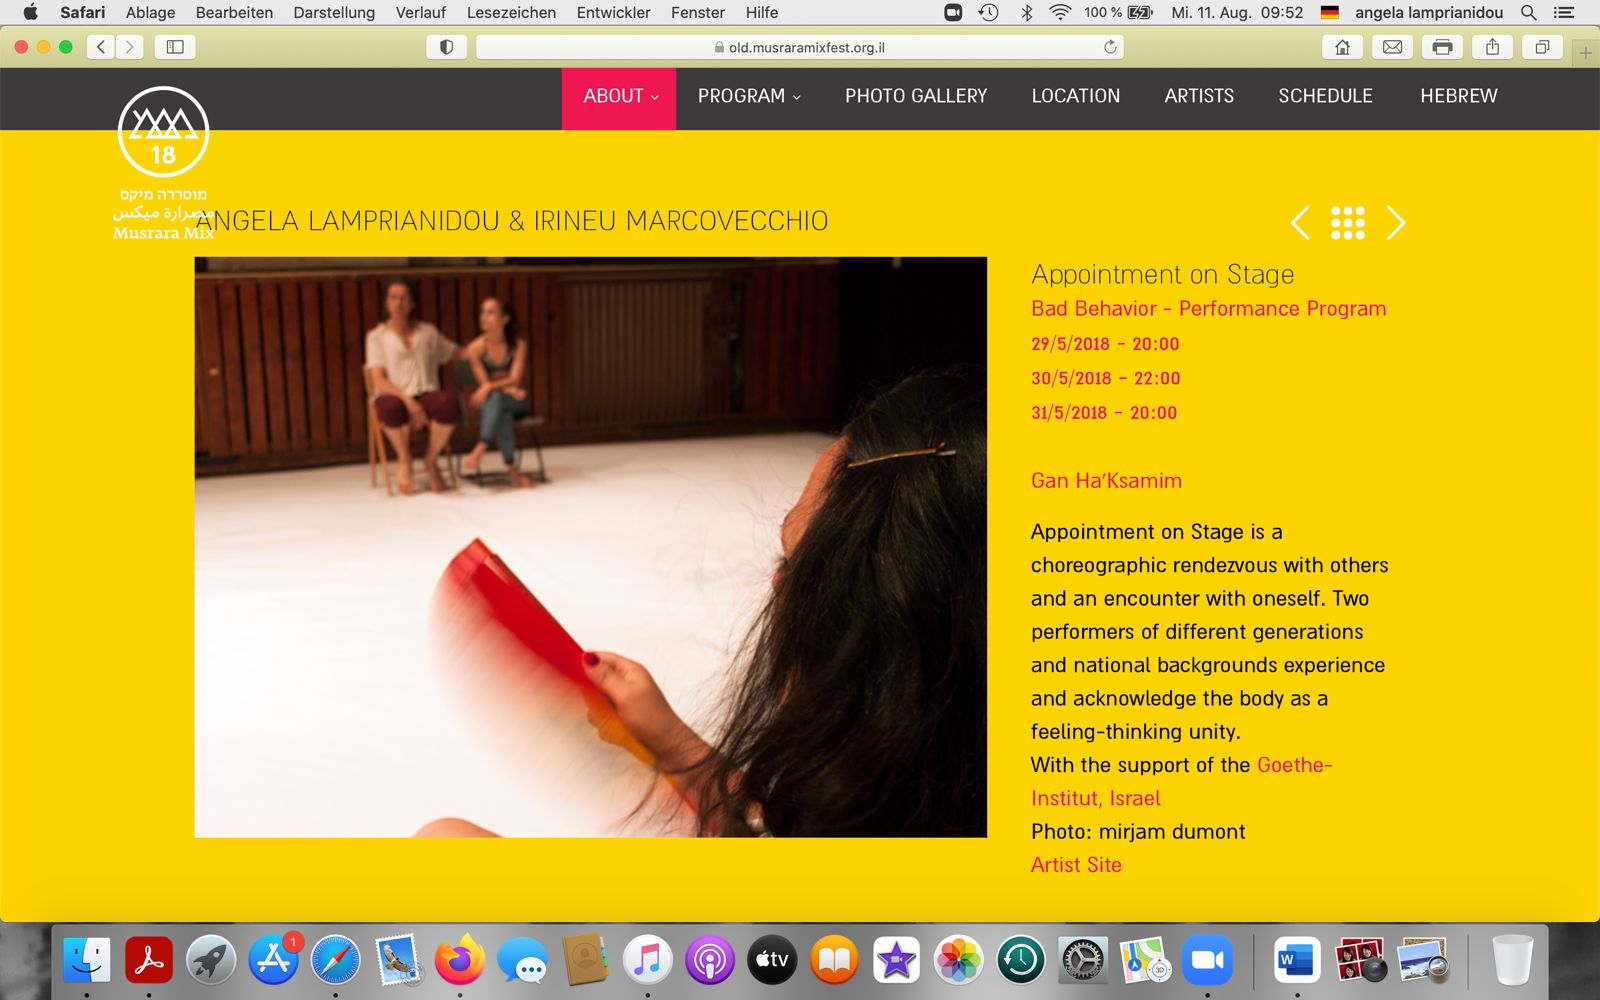 Safari Ablage Bearbeiten Darstellung Verlauf Lesezeichen Entwickler Fenster Hilfe 100 % Mi. 11. Aug. 09:52 angela lamprianidou
old.musraramixfest.org.il
ABOUT PROGRAM PHOTO GALLERY LOCATION ARTISTS SCHEDULE HEBREW
18
מוסררה מיקס
مصرارة ميكس
Musrara Mix
ANGELA LAMPRIANIDOU & IRINEU MARCOVECCHIO
Appointment on Stage
Bad Behavior - Performance Program
29/5/2018 - 20:00
30/5/2018 - 22:00
31/5/2018 - 20:00
Gan Ha'Ksamim
Appointment on Stage is a
choreographic rendezvous with others
and an encounter with oneself. Two
performers of different generations
and national backgrounds experience
and acknowledge the body as a
feeling-thinking unity.
With the support of the Goethe-
Institut, Israel
Photo: mirjam dumont
Artist Site
1
tv
30
W